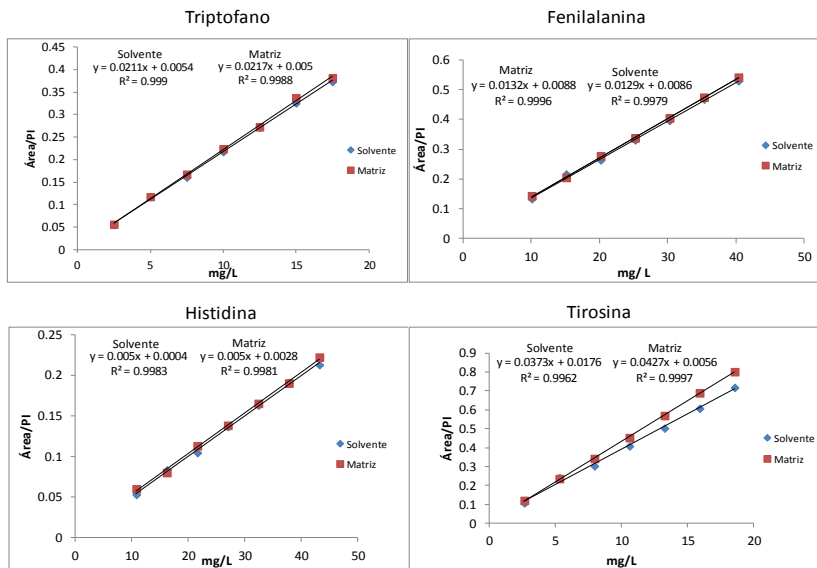 Triptofano
Solvente
y = 0.0211x + 0.0054
R² = 0.999
Matriz
y = 0.0217x + 0.005
R² = 0.9988
Área/PI
0.45
0.4
0.35
0.3
0.25
0.2
0.15
0.1
0.05
0
0 5 10 15 20
mg/L
Solvente
Matriz
Fenilalanina
Matriz
y = 0.0132x + 0.0088
R² = 0.9996
Solvente
y = 0.0129x + 0.0086
R² = 0.9979
Área/PI
0.6
0.5
0.4
0.3
0.2
0.1
0
0 10 20 30 40 50
mg/ L
Solvente
Matriz
Histidina
Solvente
y = 0.005x + 0.0004
R² = 0.9983
Matriz
y = 0.005x + 0.0028
R² = 0.9981
Área/PI
0.25
0.2
0.15
0.1
0.05
0
0 10 20 30 40 50
mg/L
Solvente
Matriz
Tirosina
Solvente
y = 0.0373x + 0.0176
R² = 0.9962
Matriz
y = 0.0427x + 0.0056
R² = 0.9997
Área/PI
0.9
0.8
0.7
0.6
0.5
0.4
0.3
0.2
0.1
0
0 5 10 15 20
mg/L
Solvente
Matriz